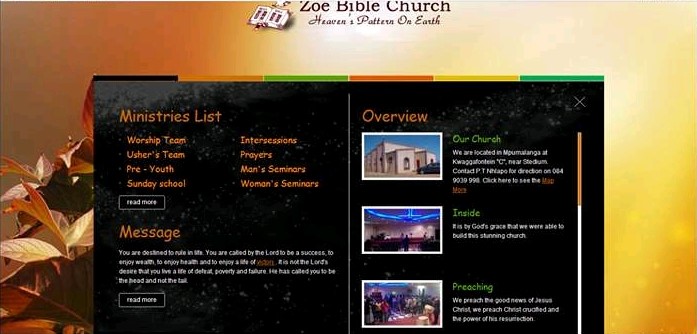 Zoe Bible Church
Heaven's Pattern On Earth
Ministries List
Worship Team
Usher's Team
Pre - Youth
Sunday school
Intersessions
Prayers
Man's Seminars
Woman's Seminars
read more
Message
You are destined to rule in life. You are called by the Lord to be a success, to
enjoy wealth, to enjoy health and to enjoy a life of victory. It is not the Lord's
desire that you live a life of defeat, poverty and failure. He has called you to be
the head and not the tail.
read more
Overview
Our Church
We are located in Mpumalanga at
Kwaggafontein "C", near Stedium.
Contact P.T Nhlapo for direction on 084
9039 998. Click here to see the Map
More
Inside
It is by God's grace that we were able to
build this stunning church.
Preaching
We preach the good news of Jesus
Christ, we preach Christ crucified and
the power of his resurrection.